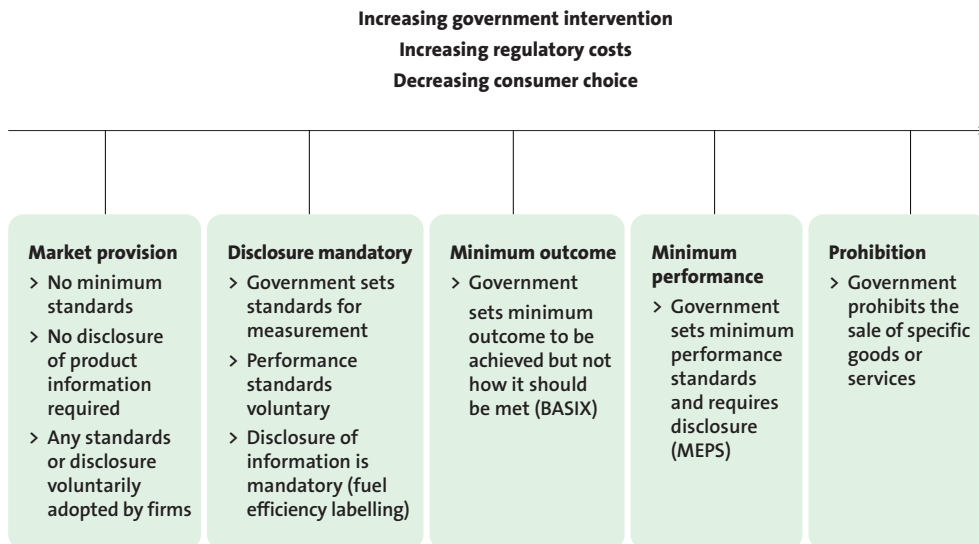 Increasing government intervention
Increasing regulatory costs
Decreasing consumer choice
Market provision
> No minimum
standards
> No disclosure
of product
information
required
> Any standards
or disclosure
voluntarily
adopted by firms
Disclosure mandatory
> Government sets
standards for
measurement
> Performance
standards
voluntary
> Disclosure of
information is
mandatory (fuel
efficiency labelling)
Minimum outcome
> Government
sets minimum
outcome to be
achieved but not
how it should
be met (BASIX)
Minimum
performance
> Government
sets minimum
performance
standards
and requires
disclosure
(MEPS)
Prohibition
> Government
prohibits the
sale of specific
goods or
services